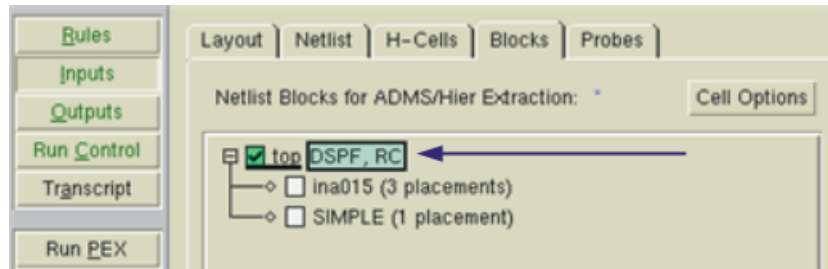 Rules
Inputs
Outputs
Run Control
Transcript
Run PEX
Layout Netlist H-Cells Blocks Probes
Netlist Blocks for ADMS/Hier Extraction: *
Cell Options
top DSPF, RC
ina015 (3 placements)
SIMPLE (1 placement)